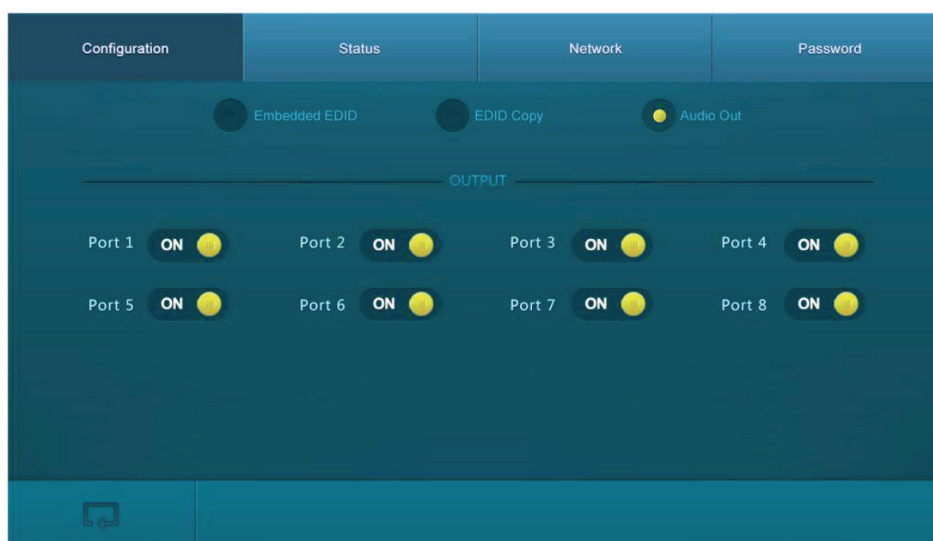 Configuration Status Network Password
Embedded EDID EDID Copy Audio Out
OUTPUT
Port 1 ON Port 2 ON Port 3 ON Port 4 ON
Port 5 ON Port 6 ON Port 7 ON Port 8 ON